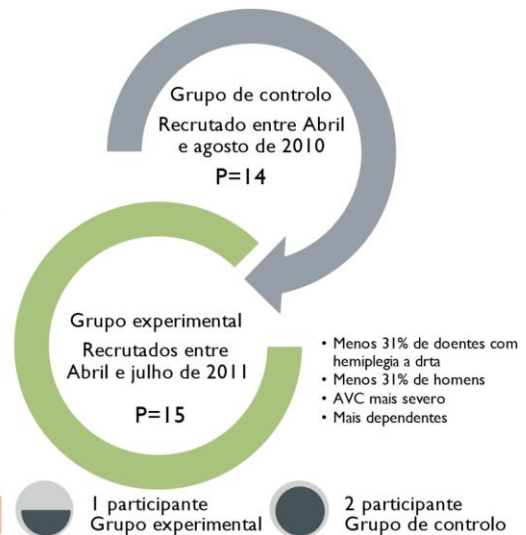 Grupo de controlo
Recrutado entre Abril
e agosto de 2010
P=14
Grupo experimental
Recrutados entre
Abril e julho de 2011
P=15
• Menos 31% de doentes com
hemiplegia a drta
• Menos 31% de homens
• AVC mais severo
• Mais dependentes
1 participante
Grupo experimental
2 participante
Grupo de controlo